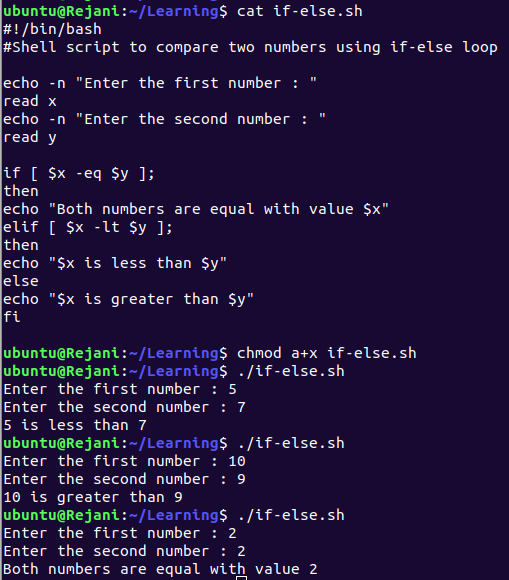 ubuntu@Rejani:~/Learning$ cat if-else.sh
#!/bin/bash
#Shell script to compare two numbers using if-else loop
echo -n "Enter the first number : "
read x
echo -n "Enter the second number : "
read y
if [ $x -eq $y ];
then
echo "Both numbers are equal with value $x"
elif [ $x -lt $y ];
then
echo "$x is less than $y"
else
echo "$x is greater than $y"
fi
ubuntu@Rejani:~/Learning$ chmod a+x if-else.sh
ubuntu@Rejani:~/Learning$ ./if-else.sh
Enter the first number : 5
Enter the second number : 7
5 is less than 7
ubuntu@Rejani:~/Learning$ ./if-else.sh
Enter the first number : 10
Enter the second number : 9
10 is greater than 9
ubuntu@Rejani:~/Learning$ ./if-else.sh
Enter the first number : 2
Enter the second number : 2
Both numbers are equal with value 2